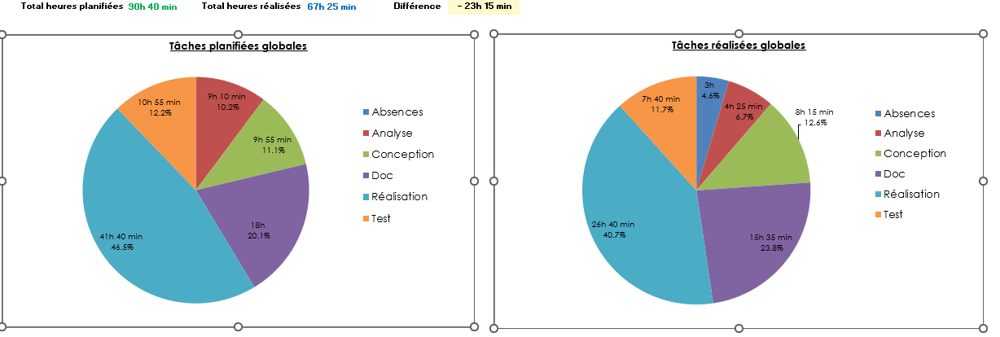 Total heures planifiées 90h 40 min Total heures réalisées 67h 25 min Différence - 23h 15 min
Tâches planifiées globales
10h 55 min
12.2%
9h 10 min
10.2%
9h 55 min
11.1%
18h
20.1%
41h 40 min
46.5%
Absences
Analyse
Conception
Doc
Réalisation
Test
Tâches réalisées globales
7h 40 min
11.7%
3h
4.6%
4h 25 min
6.7%
8h 15 min
12.6%
15h 35 min
23.8%
26h 40 min
40.7%
Absences
Analyse
Conception
Doc
Réalisation
Test